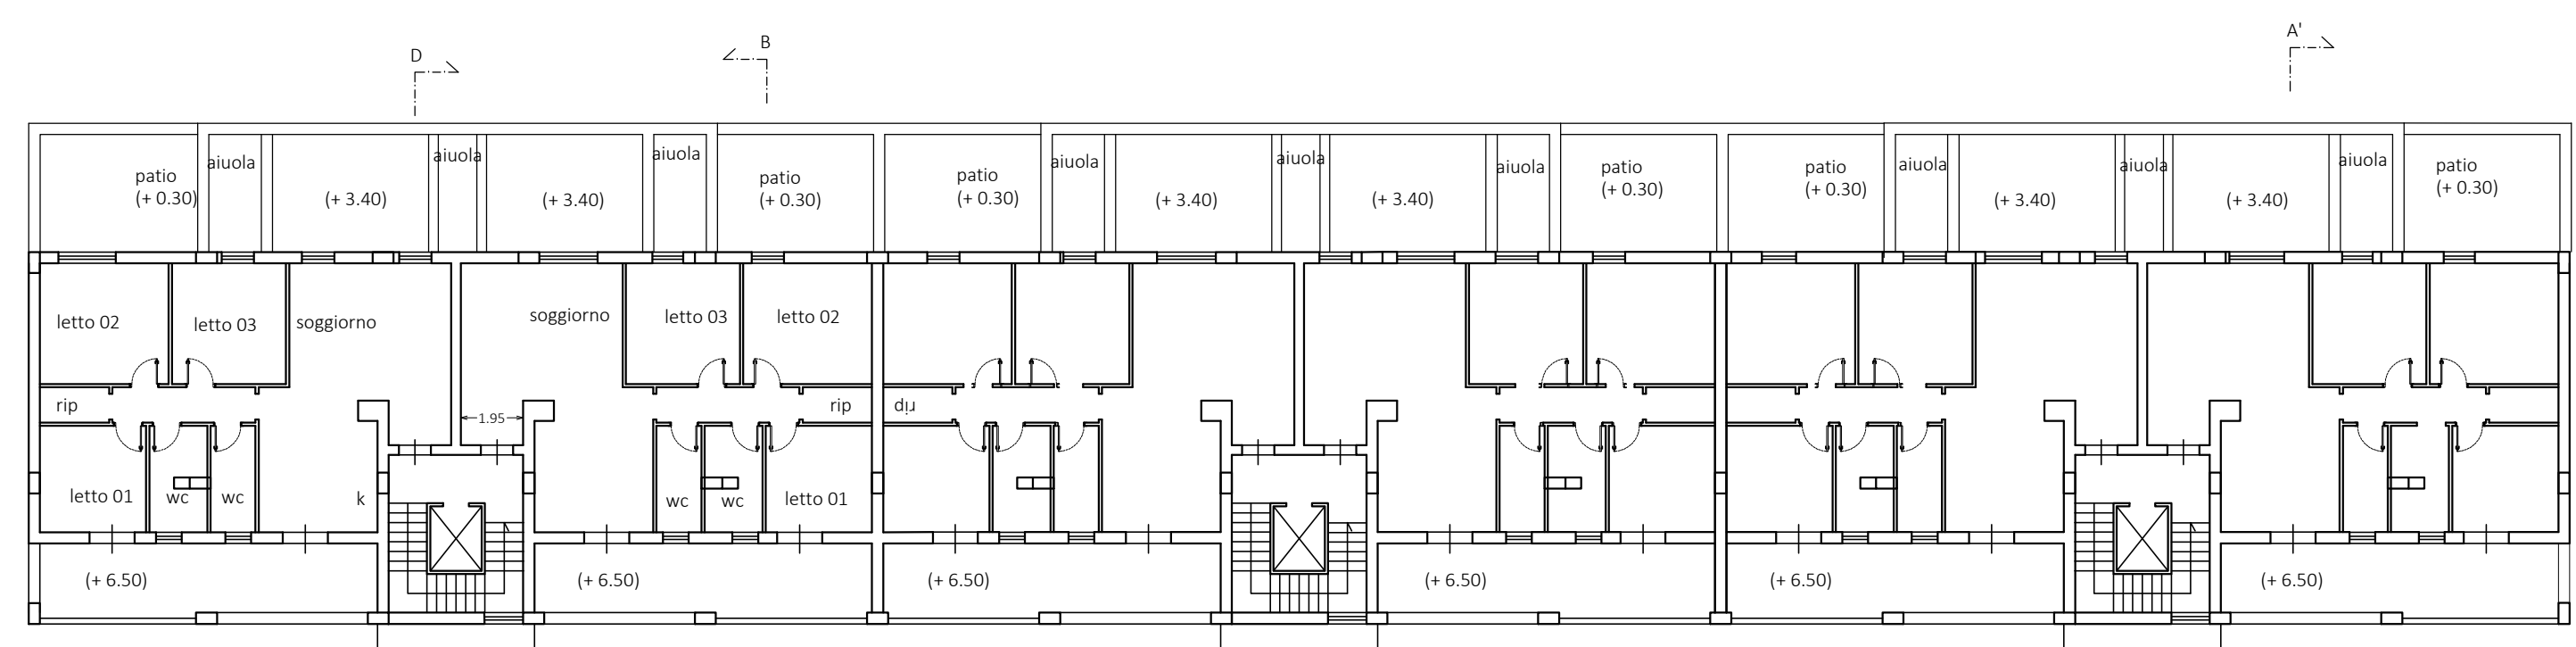 D
B
A'
patio
(+ 0.30)
aiuola
(+ 3.40)
aiuola
(+ 3.40)
aiuola
patio
(+ 0.30)
patio
(+ 0.30)
aiuola
(+ 3.40)
aiuola
(+ 3.40)
aiuola
patio
(+ 0.30)
patio
(+ 0.30)
aiuola
(+ 3.40)
aiuola
(+ 3.40)
aiuola
patio
(+ 0.30)
letto 02
letto 03
soggiorno
soggiorno
letto 03
letto 02
rip
1.95
rip
rip
letto 01
wc
wc
k
wc
wc
letto 01
(+ 6.50)
(+ 6.50)
(+ 6.50)
(+ 6.50)
(+ 6.50)
(+ 6.50)